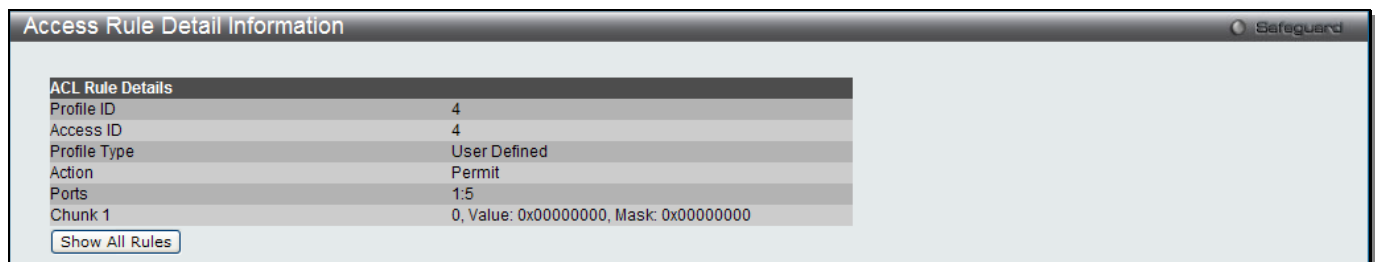 Access Rule Detail Information
Safeguard
ACL Rule Details
Profile ID 4
Access ID 4
Profile Type User Defined
Action Permit
Ports 1:5
Chunk 1 0, Value: 0x00000000, Mask: 0x00000000
Show All Rules